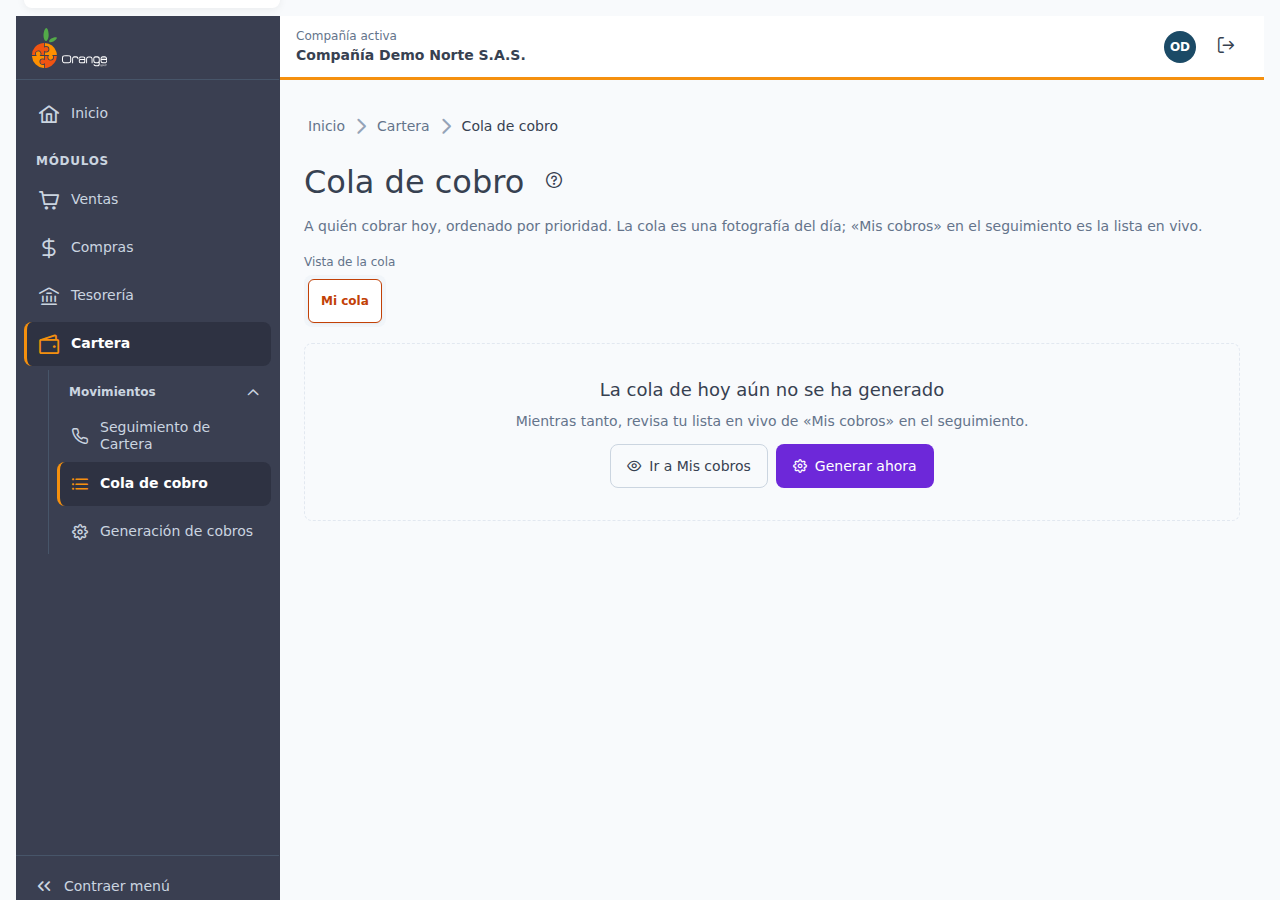 Orange
Compañía activa
Compañía Demo Norte S.A.S.
OD
Inicio
MÓDULOS
Ventas
Compras
Tesorería
Cartera
Movimientos
Seguimiento de
Cartera
Cola de cobro
Generación de cobros
Contraer menú
Inicio
Cartera
Cola de cobro
Cola de cobro
A quién cobrar hoy, ordenado por prioridad. La cola es una fotografía del día; «Mis cobros» en el seguimiento es la lista en vivo.
Vista de la cola
Mi cola
La cola de hoy aún no se ha generado
Mientras tanto, revisa tu lista en vivo de «Mis cobros» en el seguimiento.
Ir a Mis cobros
Generar ahora